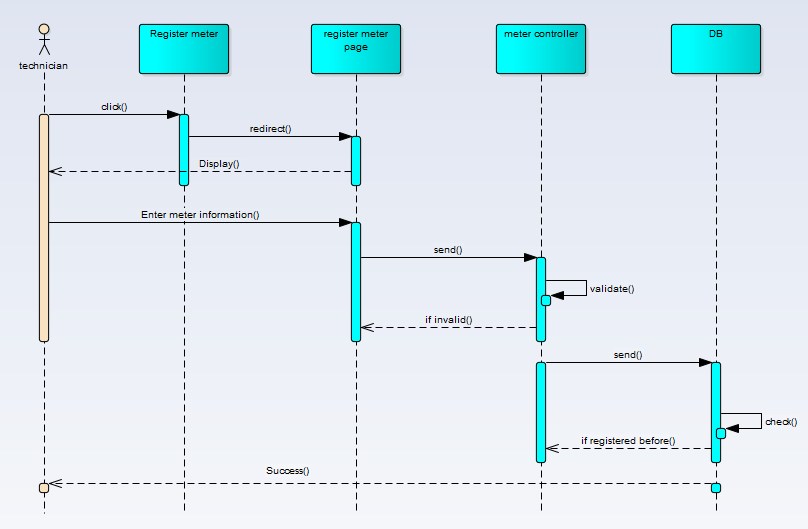 technician
Register meter
register meter
page
meter controller
DB
click()
redirect()
Display()
Enter meter information()
send()
validate()
if invalid()
send()
check()
if registered before()
Success()